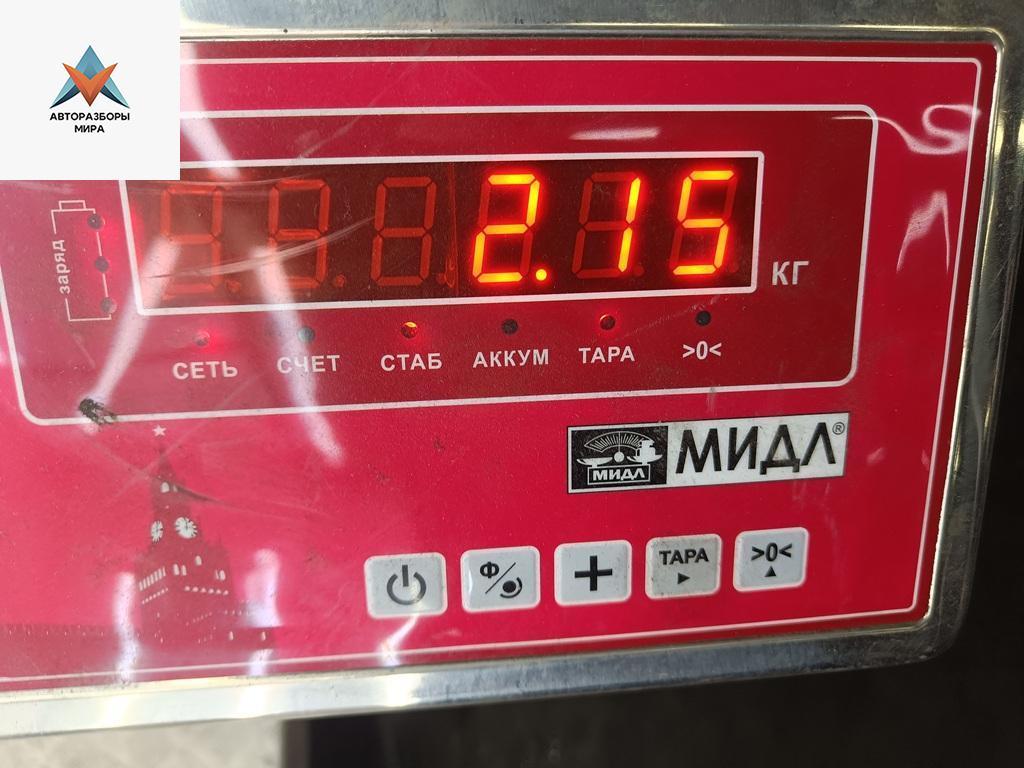 АВТОРАЗБОРЫ
МИРА
заряд
2.15
КГ
СЕТЬ СЧЕТ СТАБ АККУМ ТАРА >0<
МИДЛ МИДЛ®
Ф + ТАРА >0<